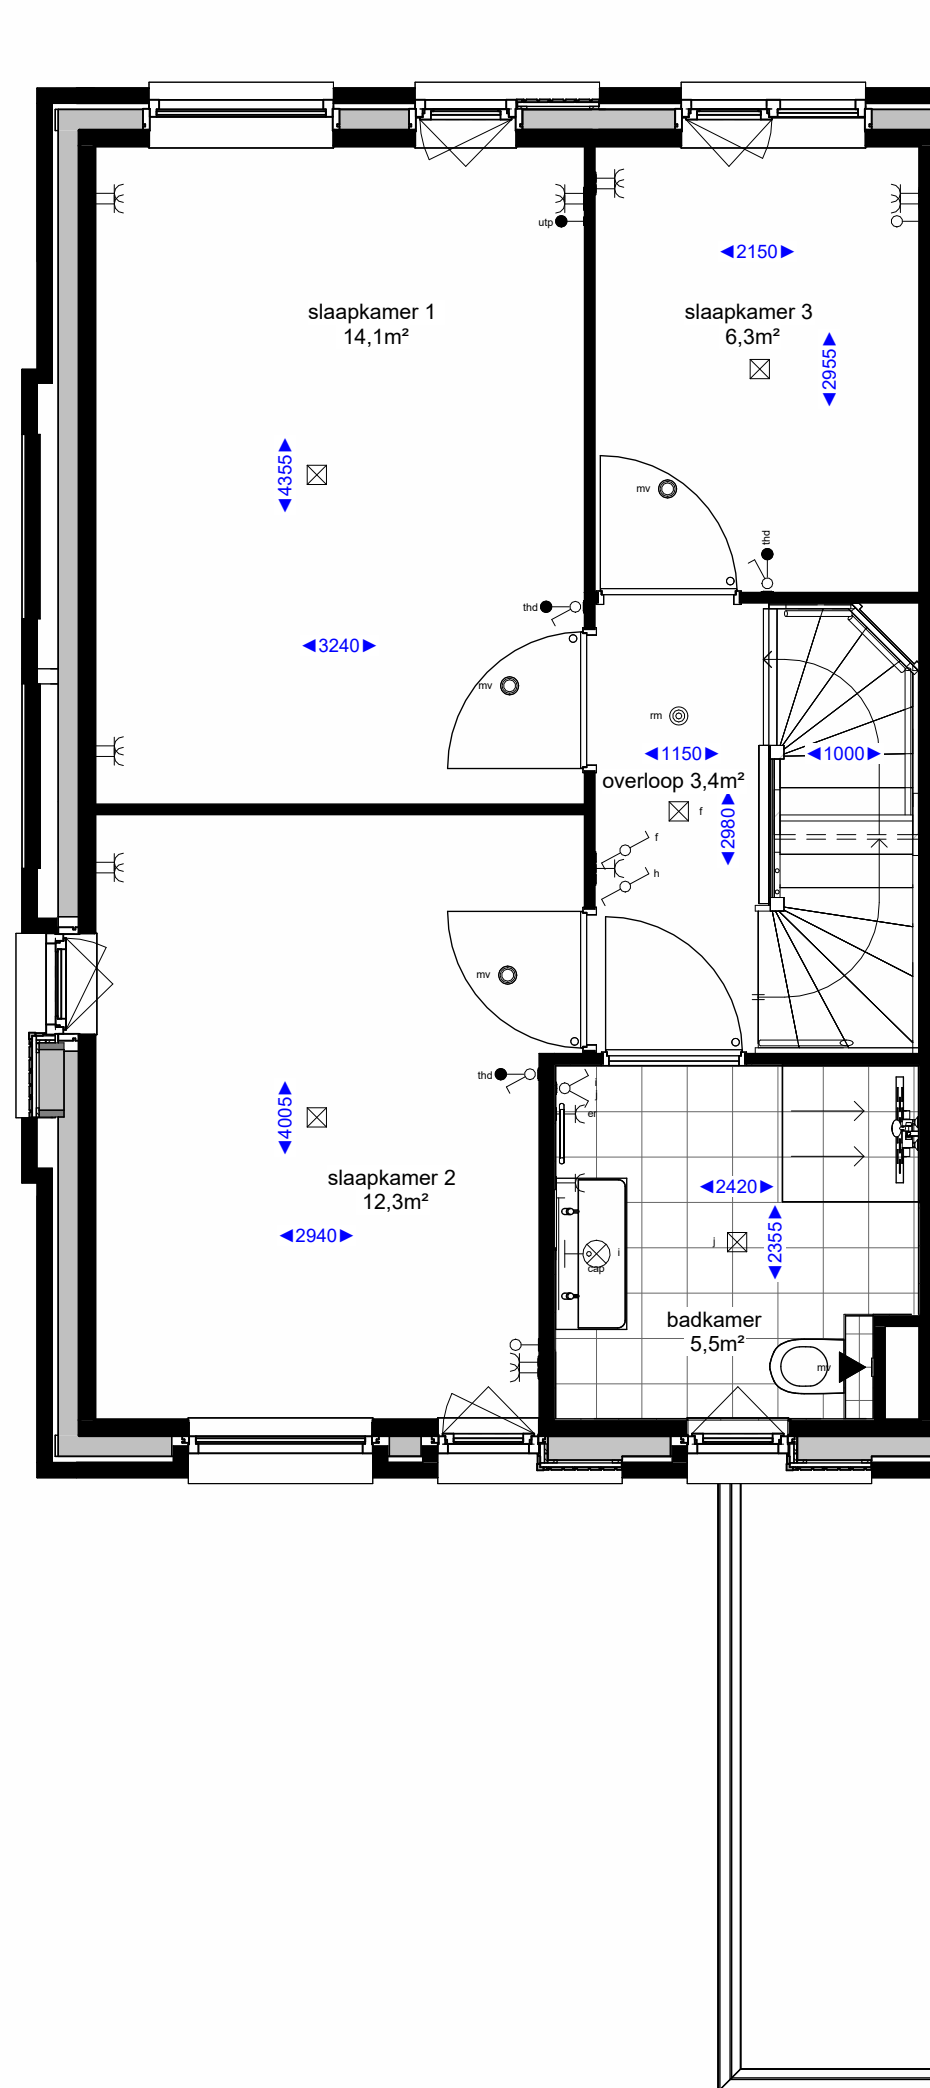 utp
2150
slaapkamer 1
14,1m²
slaapkamer 3
6,3m²
2955
4355
mv
thd
thd
3240
mv
rm
1150
1000
overloop 3,4m²
f
2980
f
h
mv
thd
i
j
er
4005
slaapkamer 2
12,3m²
2420
2355
j
i
cap
2940
badkamer
5,5m²
mv